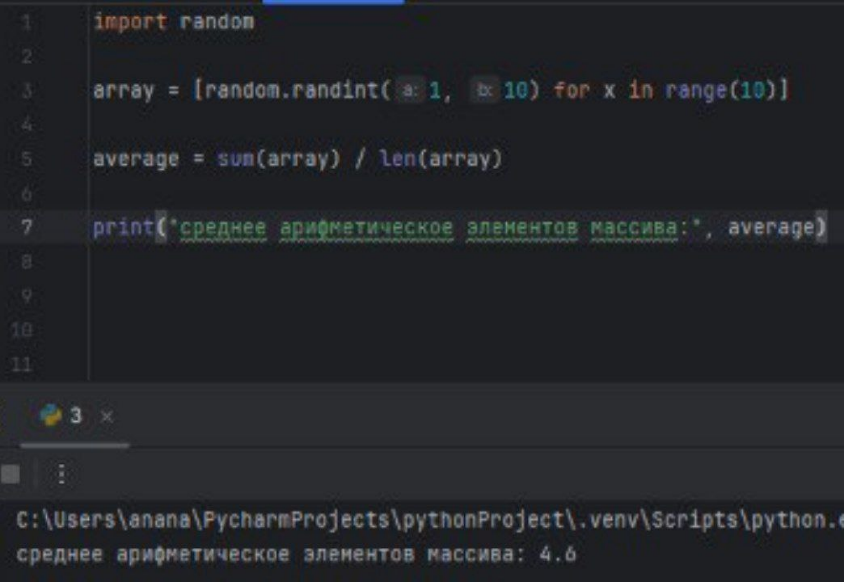 1 import random
2
3 array = [random.randint( a: 1, b: 10) for x in range(10)]
4
5 average = sum(array) / len(array)
6
7 print("среднее арифметическое элементов массива:", average)
8
9
10
11
3 ×
C:\Users\anana\PycharmProjects\pythonProject\.venv\Scripts\python.e
среднее арифметическое элементов массива: 4.6